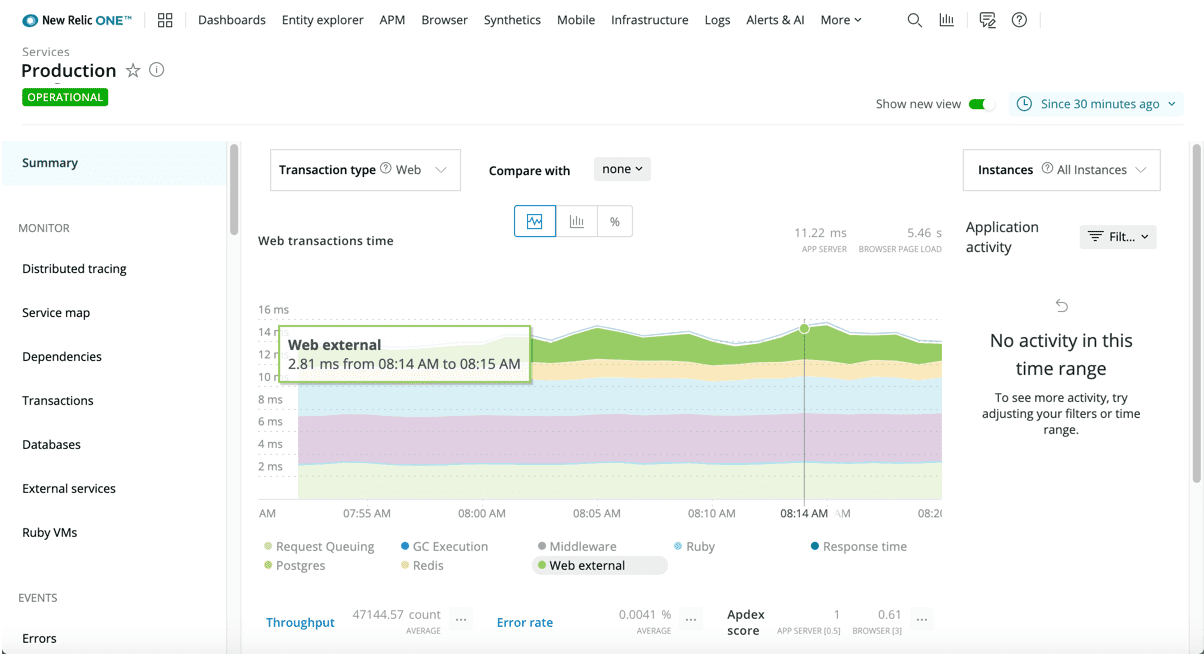 New Relic ONE™ Dashboards Entity explorer APM Browser Synthetics Mobile Infrastructure Logs Alerts & AI More
Services
Production
OPERATIONAL
Show new view Since 30 minutes ago
Summary
MONITOR
Distributed tracing
Service map
Dependencies
Transactions
Databases
External services
Ruby VMs
EVENTS
Errors
Transaction type ? Web
Compare with none
Instances ? All Instances
%
Web transactions time
11.22 ms 5.46 s
APP SERVER BROWSER PAGE LOAD
16 ms
14
12 m
10 m
8 ms
6 ms
4 ms
2 ms
Web external
2.81 ms from 08:14 AM to 08:15 AM
AM 07:55 AM 08:00 AM 08:05 AM 08:10 AM 08:14 AM AM 08:20
Request Queuing GC Execution Middleware Ruby Response time
Postgres Redis Web external
Throughput
47144.57 count
AVERAGE
...
Error rate
0.0041 %
AVERAGE
...
Apdex
score
1 0.61
APP SERVER [0.5] BROWSER [3]
...
Application
activity
Filt...
No activity in this
time range
To see more activity, try
adjusting your filters or time
range.